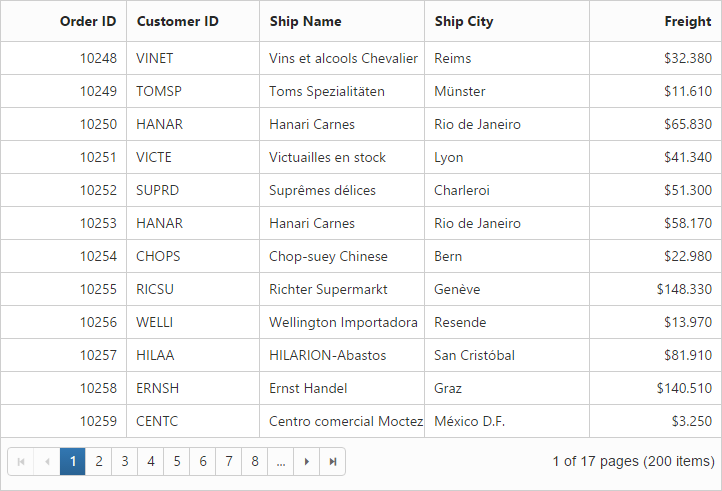 Order ID Customer ID Ship Name Ship City Freight
10248 VINET Vins et alcools Chevalier Reims $32.380
10249 TOMSP Toms Spezialitäten Münster $11.610
10250 HANAR Hanari Carnes Rio de Janeiro $65.830
10251 VICTE Victuailles en stock Lyon $41.340
10252 SUPRD Suprêmes délices Charleroi $51.300
10253 HANAR Hanari Carnes Rio de Janeiro $58.170
10254 CHOPS Chop-suey Chinese Bern $22.980
10255 RICSU Richter Supermarkt Genève $148.330
10256 WELLI Wellington Importadora Resende $13.970
10257 HILAA HILARION-Abastos San Cristóbal $81.910
10258 ERNSH Ernst Handel Graz $140.510
10259 CENTC Centro comercial Moctez México D.F. $3.250
1 2 3 4 5 6 7 8 ... 1 of 17 pages (200 items)